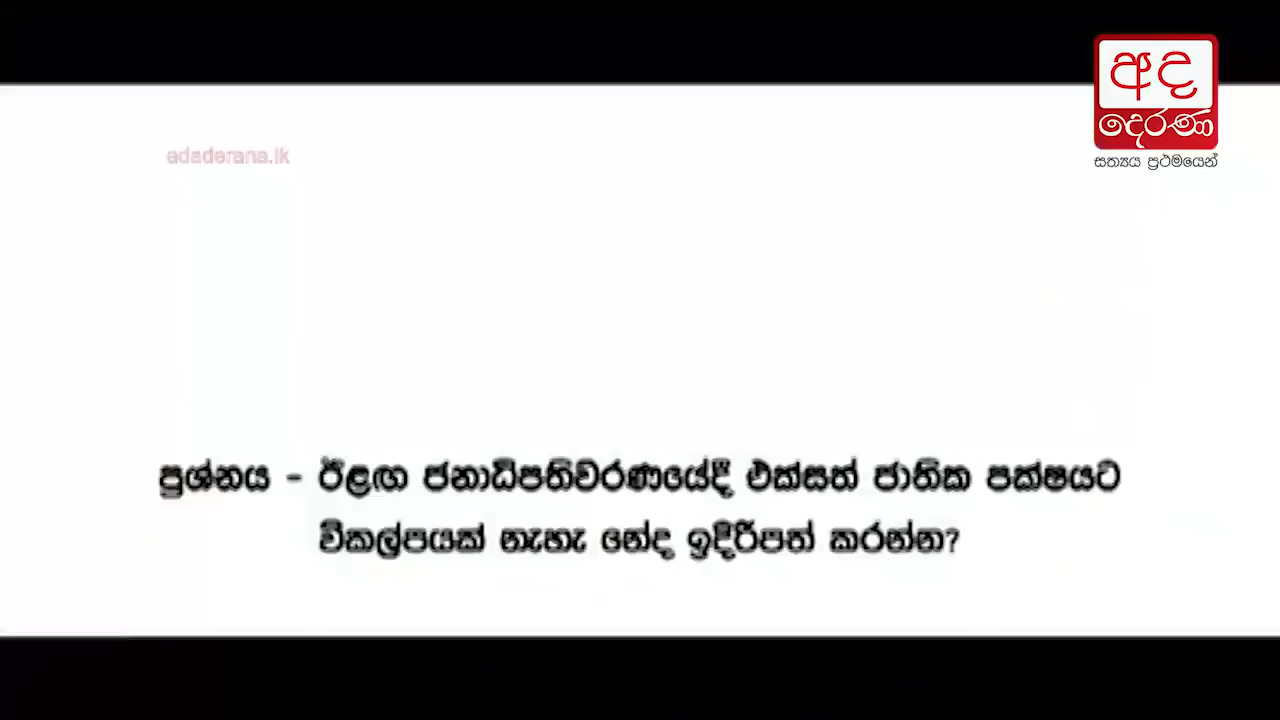 අද
දෙරණ
සත්‍යය ප්‍රථමයෙන්
adaderana.lk
ප්‍රශ්නය - ඊළඟ ජනාධිපතිවරණයේදී එක්සත් ජාතික පක්ෂයට
විකල්පයක් නැහැ නේද ඉදිරිපත් කරන්න?